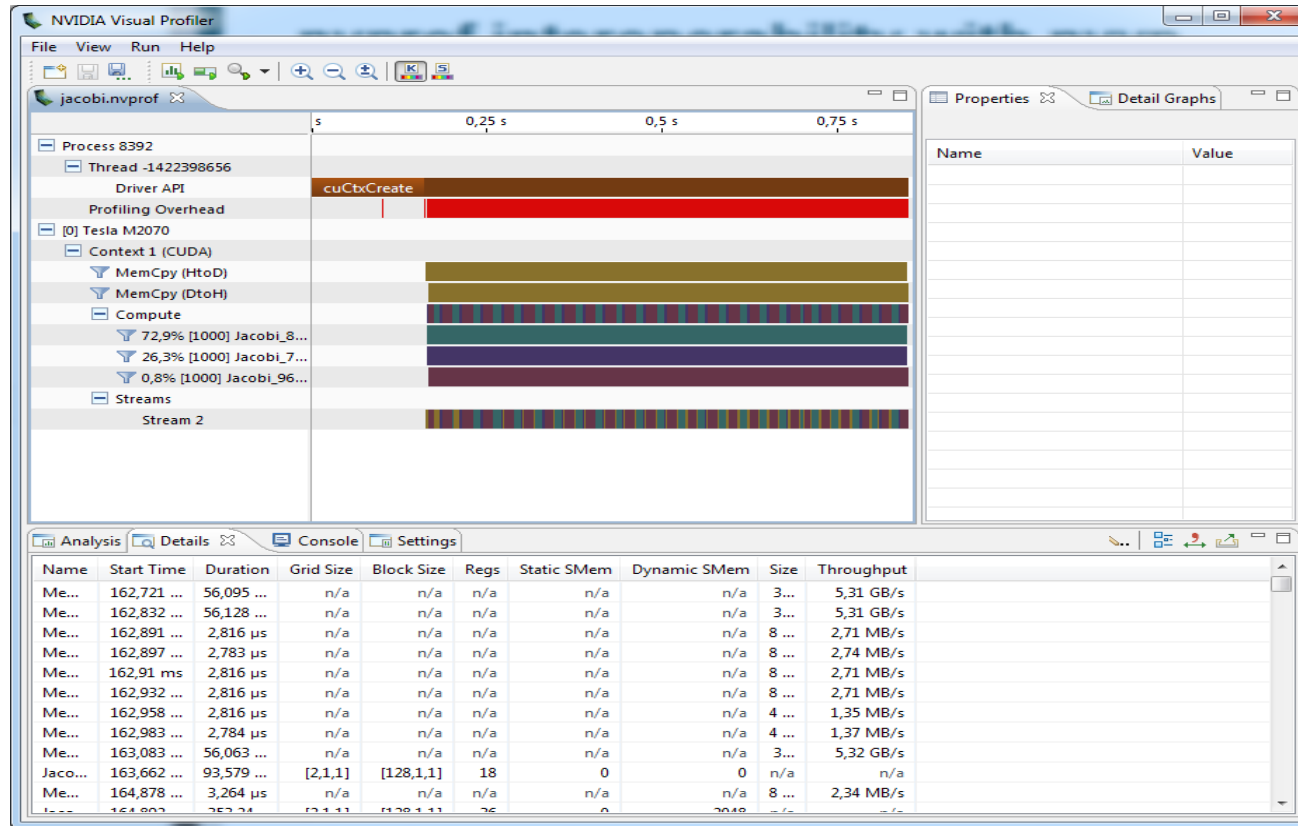 NVIDIA Visual Profiler
nvprof interoperability with nvvp
File View Run Help
K S
jacobi.nvprof
s 0,25 s 0,5 s 0,75 s
Process 8392
Thread -1422398656
Driver API cuCtxCreate
Profiling Overhead
[0] Tesla M2070
Context 1 (CUDA)
MemCpy (HtoD)
MemCpy (DtoH)
Compute
72,9% [1000] Jacobi_8...
26,3% [1000] Jacobi_7...
0,8% [1000] Jacobi_96...
Streams
Stream 2
Properties Detail Graphs
Name Value
Analysis Details Console Settings
Name Start Time Duration Grid Size Block Size Regs Static SMem Dynamic SMem Size Throughput
Me... 162,721 ... 56,095 ... n/a n/a n/a n/a n/a 3... 5,31 GB/s
Me... 162,832 ... 56,128 ... n/a n/a n/a n/a n/a 3... 5,31 GB/s
Me... 162,891 ... 2,816 µs n/a n/a n/a n/a n/a 8 ... 2,71 MB/s
Me... 162,897 ... 2,783 µs n/a n/a n/a n/a n/a 8 ... 2,74 MB/s
Me... 162,91 ms 2,816 µs n/a n/a n/a n/a n/a 8 ... 2,71 MB/s
Me... 162,932 ... 2,816 µs n/a n/a n/a n/a n/a 8 ... 2,71 MB/s
Me... 162,958 ... 2,816 µs n/a n/a n/a n/a n/a 4 ... 1,35 MB/s
Me... 162,983 ... 2,784 µs n/a n/a n/a n/a n/a 4 ... 1,37 MB/s
Me... 163,083 ... 56,063 ... n/a n/a n/a n/a n/a 3... 5,32 GB/s
Jaco... 163,662 ... 93,579 ... [2,1,1] [128,1,1] 18 0 0 n/a n/a
Me... 164,878 ... 3,264 µs n/a n/a n/a n/a n/a 8 ... 2,34 MB/s